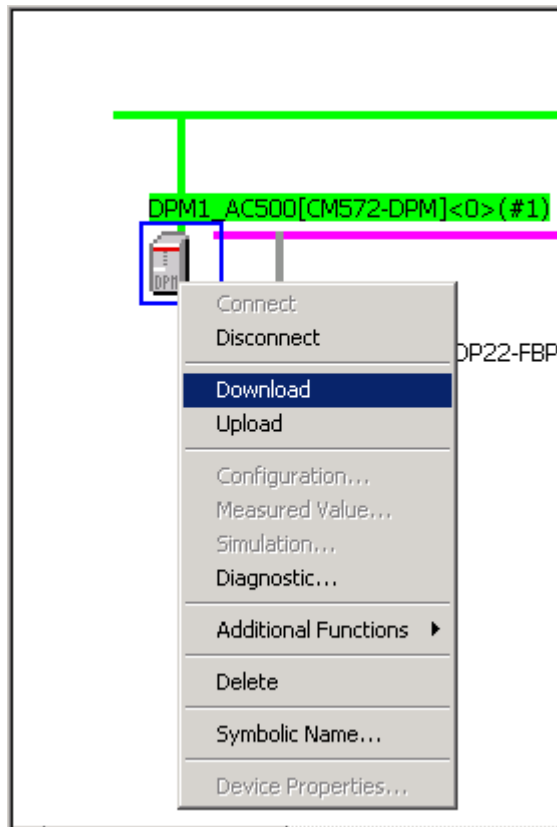 DPM1_AC500[CM572-DPM]<0>(#1)
DPM
Connect
Disconnect
DP22-FBP
Download
Upload
Configuration...
Measured Value...
Simulation...
Diagnostic...
Additional Functions
Delete
Symbolic Name...
Device Properties...